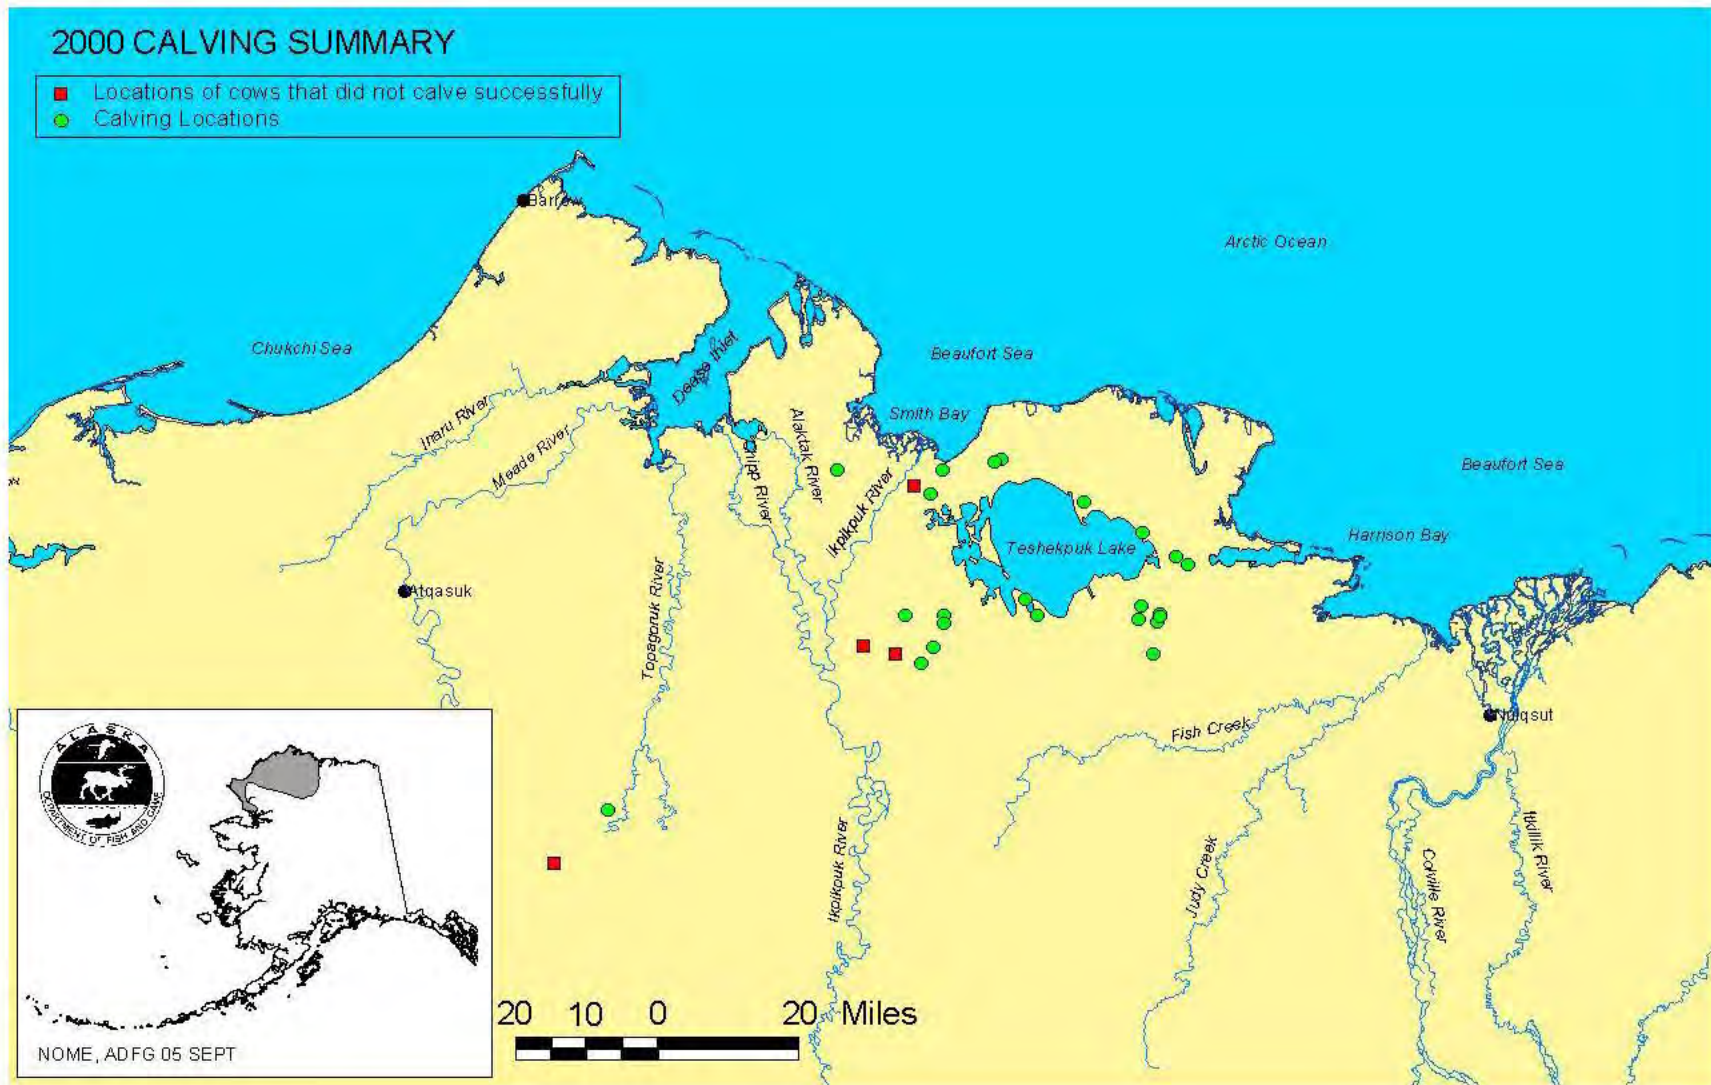 2000 CALVING SUMMARY
Locations of cows that did not calve successfully
Calving Locations
Barrow
Arctic Ocean
Chukchi Sea
Dease Inlet
Beaufort Sea
Smith Bay
Inaru River
Meade River
Chipp River
Alaktak River
Ikpikpuk River
Beaufort Sea
Harrison Bay
Teshekpuk Lake
Atqasuk
Topagoruk River
Fish Creek
Nuiqsut
ALASKA
DEPARTMENT OF FISH AND GAME
Ikpikpuk River
Judy Creek
Colville River
Itkillik River
20 10 0 20 Miles
NOME, ADFG 05 SEPT